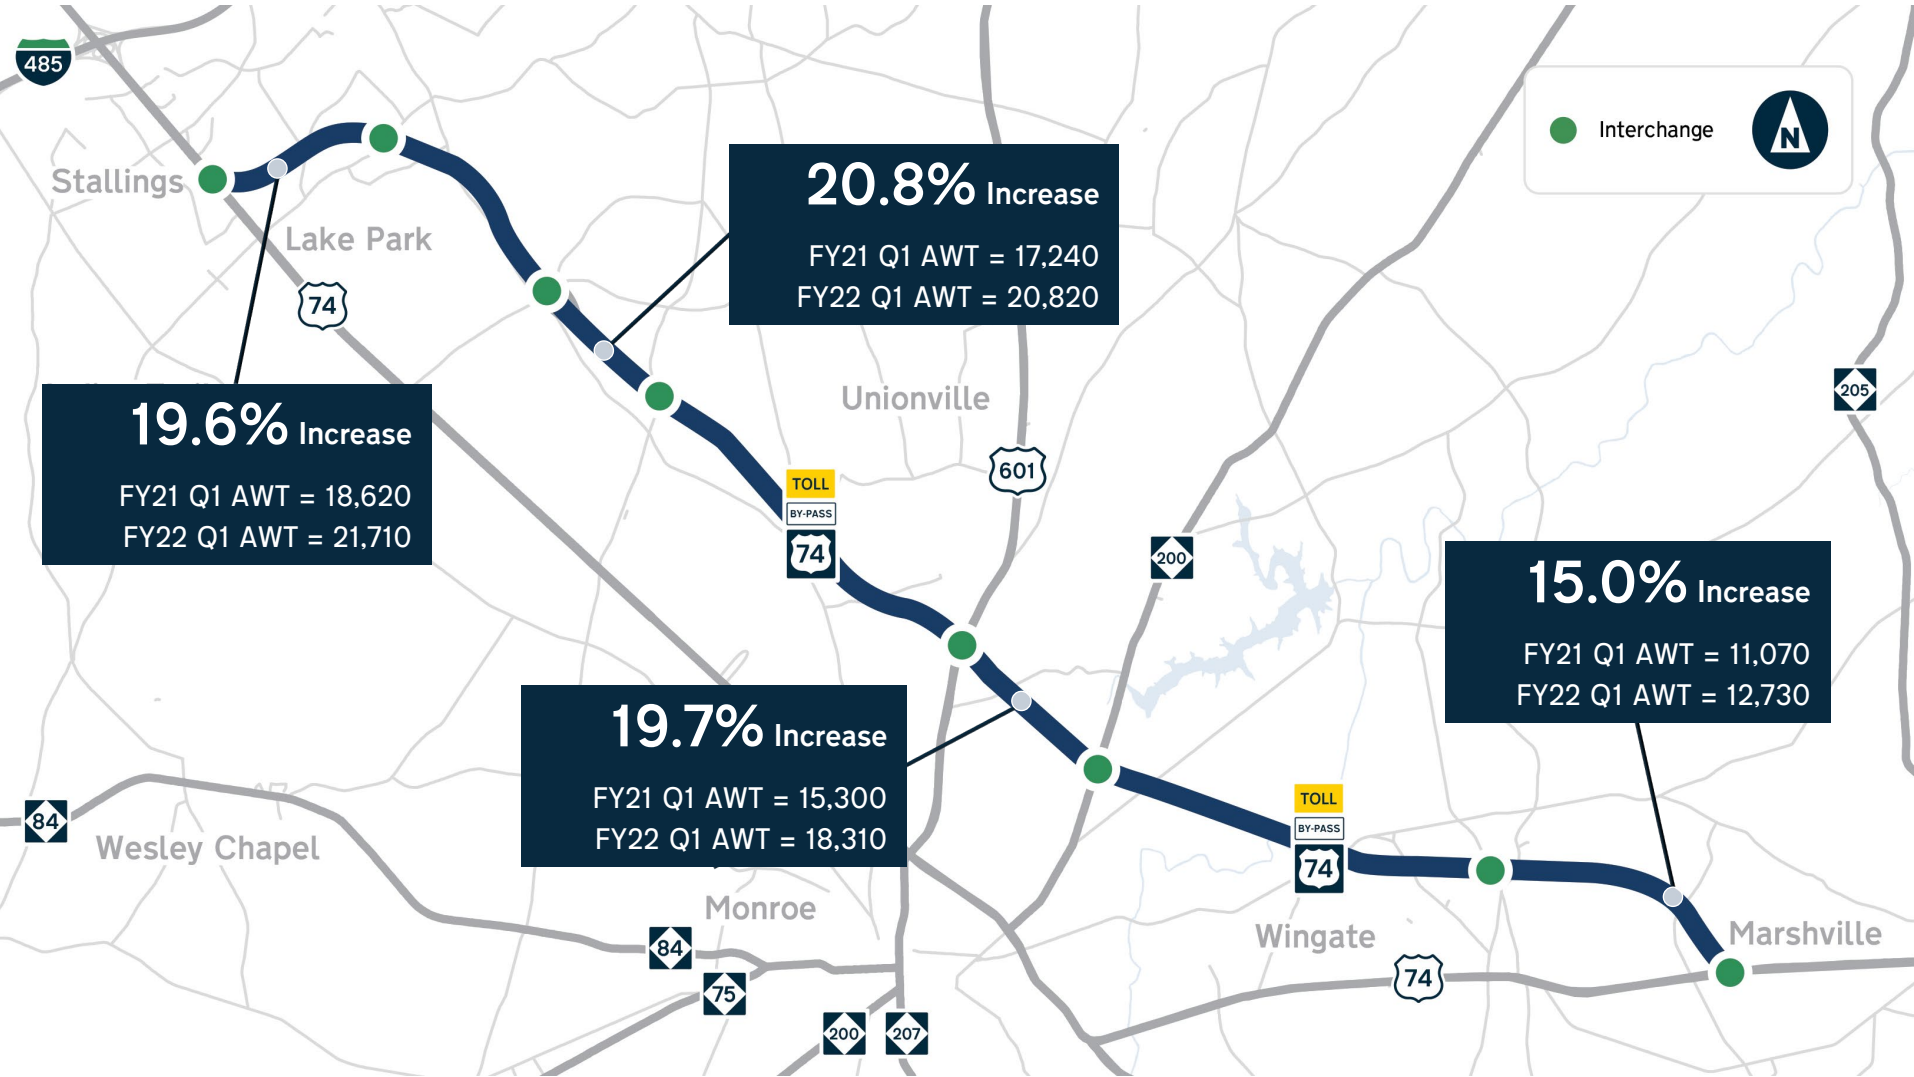 485
Interchange
N
Stallings
20.8% Increase
FY21 Q1 AWT = 17,240
FY22 Q1 AWT = 20,820
Lake Park
74
19.6% Increase
FY21 Q1 AWT = 18,620
FY22 Q1 AWT = 21,710
Unionville
205
601
TOLL
BY-PASS
74
200
15.0% Increase
FY21 Q1 AWT = 11,070
FY22 Q1 AWT = 12,730
19.7% Increase
FY21 Q1 AWT = 15,300
FY22 Q1 AWT = 18,310
84
Wesley Chapel
TOLL
BY-PASS
74
Monroe
Wingate
Marshville
84
74
75
200
207